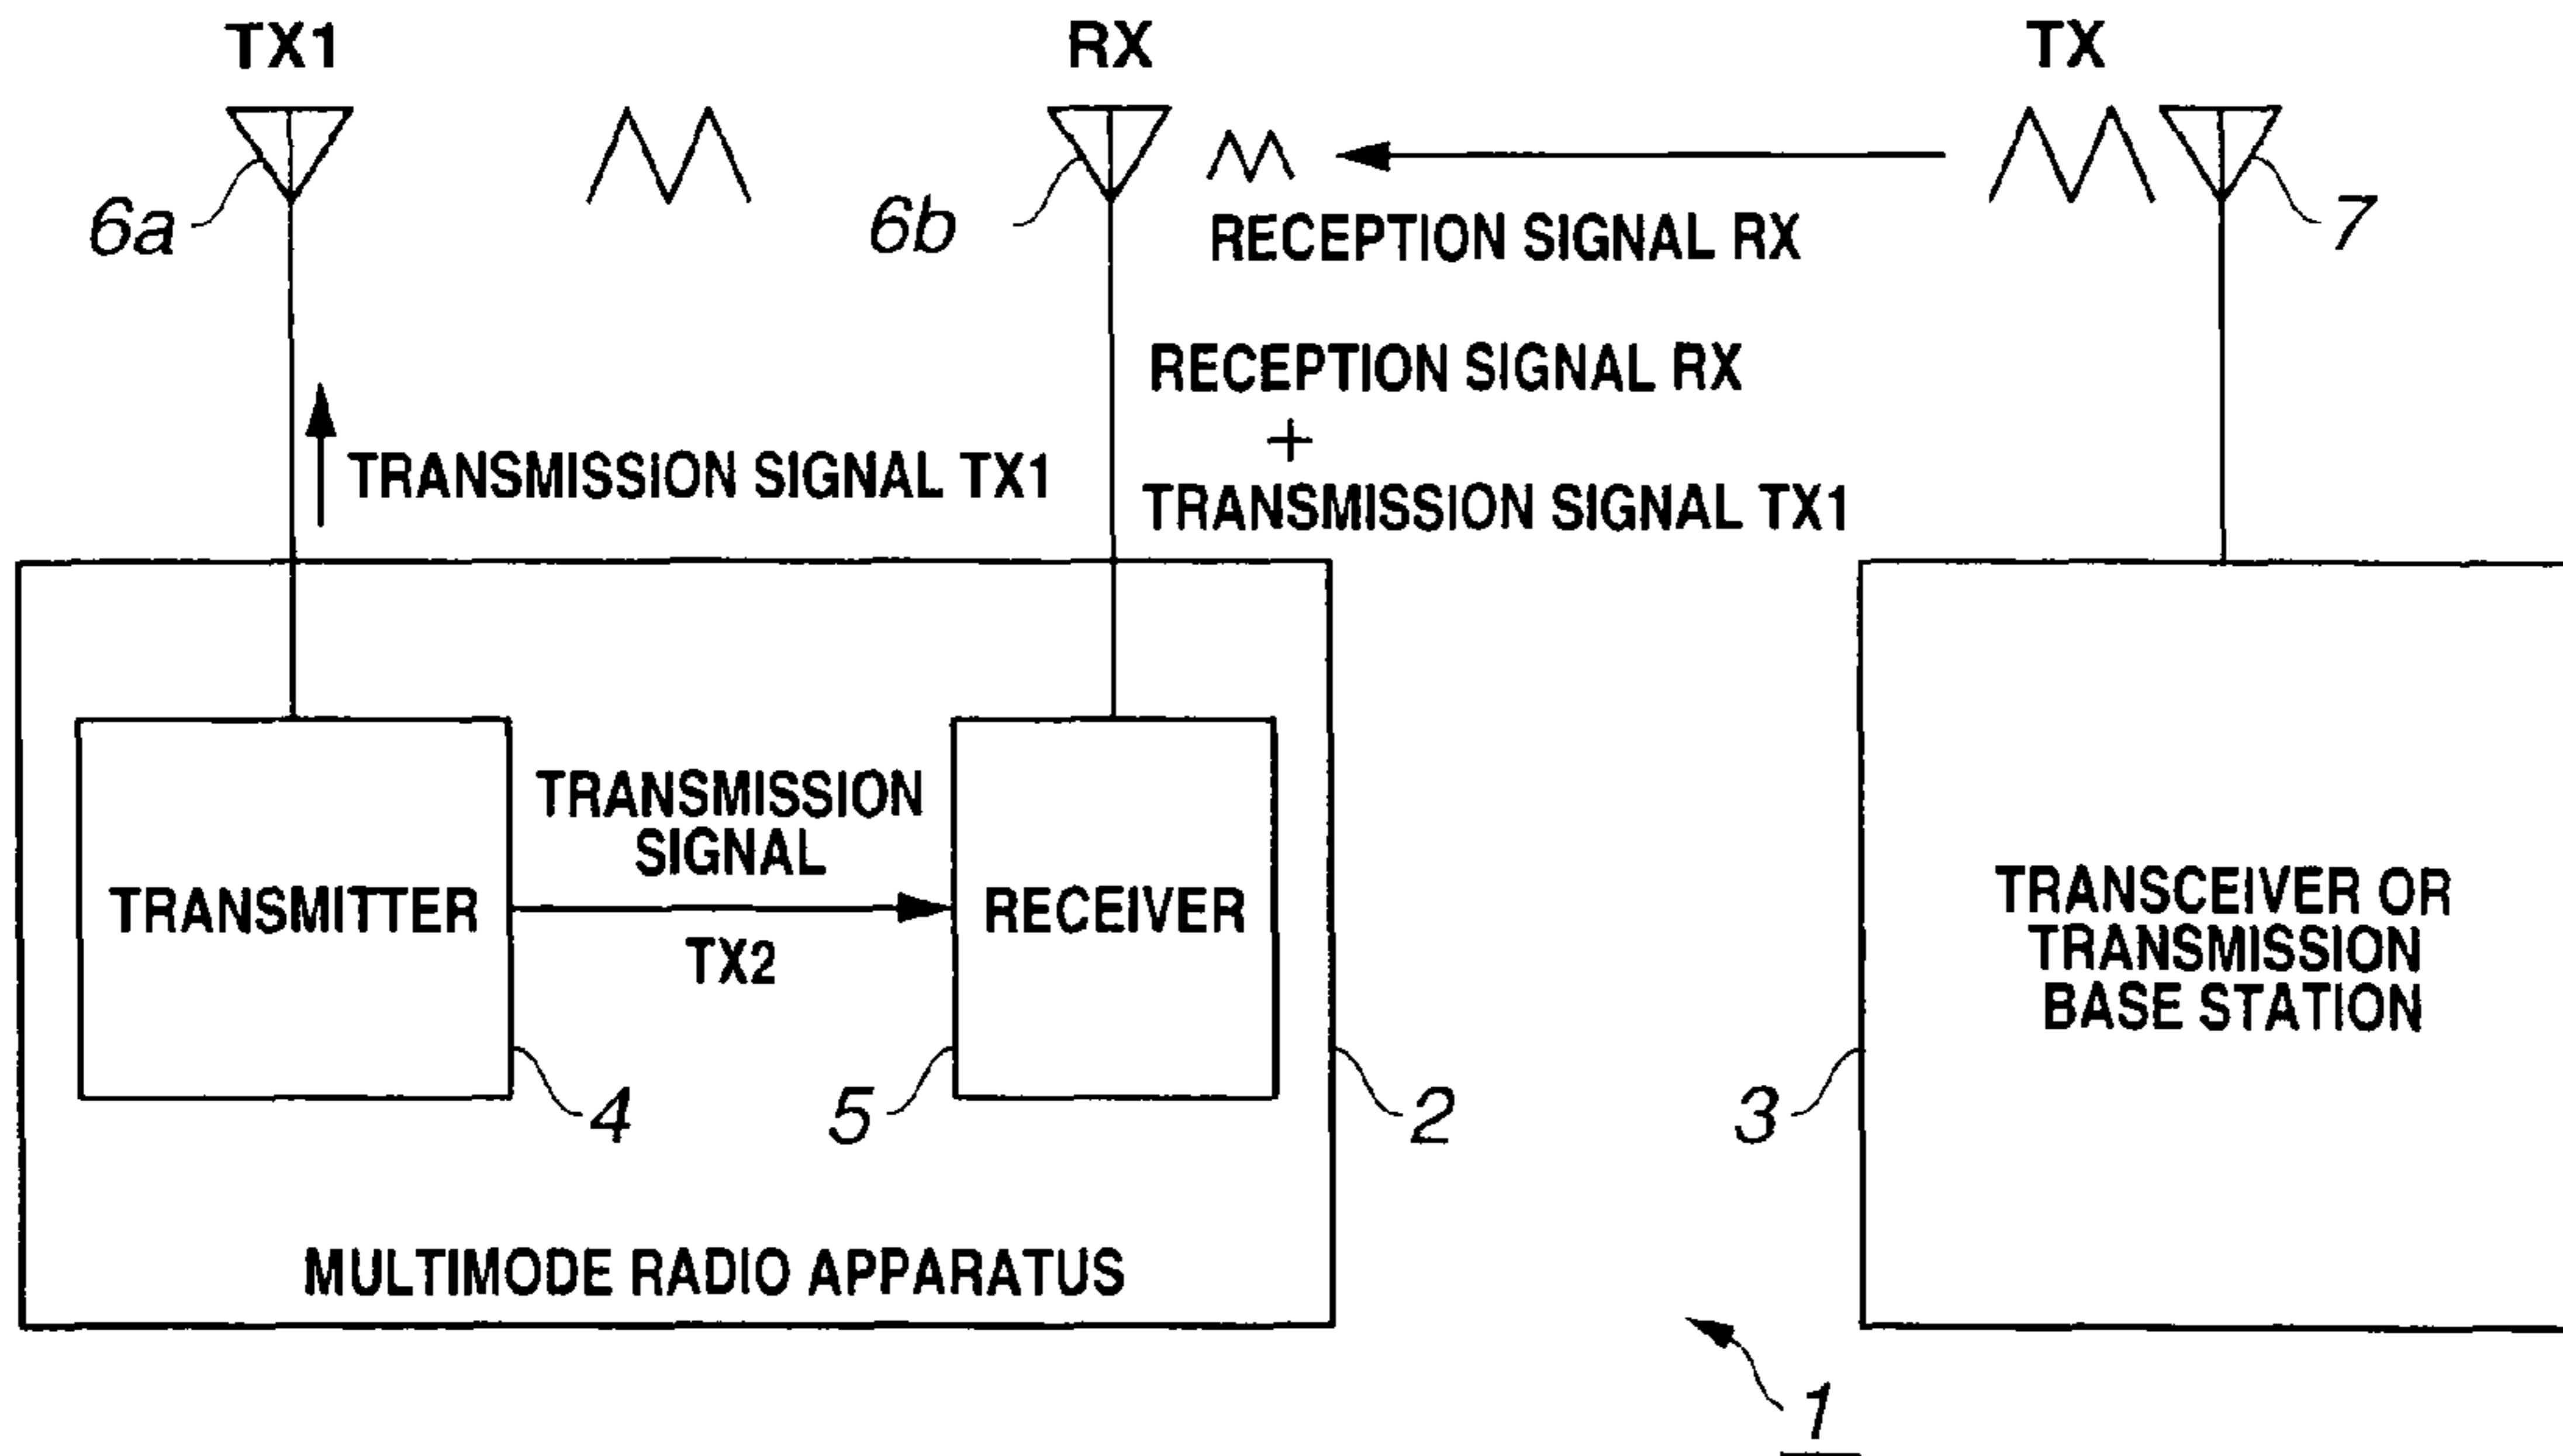 TX1
RX
TX
6a
6b
7
RECEPTION SIGNAL RX
RECEPTION SIGNAL RX
+
TRANSMISSION SIGNAL TX1
TRANSMISSION SIGNAL TX1
TRANSMITTER
TRANSMISSION
SIGNAL
TX2
RECEIVER
TRANSCEIVER OR
TRANSMISSION
BASE STATION
4
5
2
3
MULTIMODE RADIO APPARATUS
1